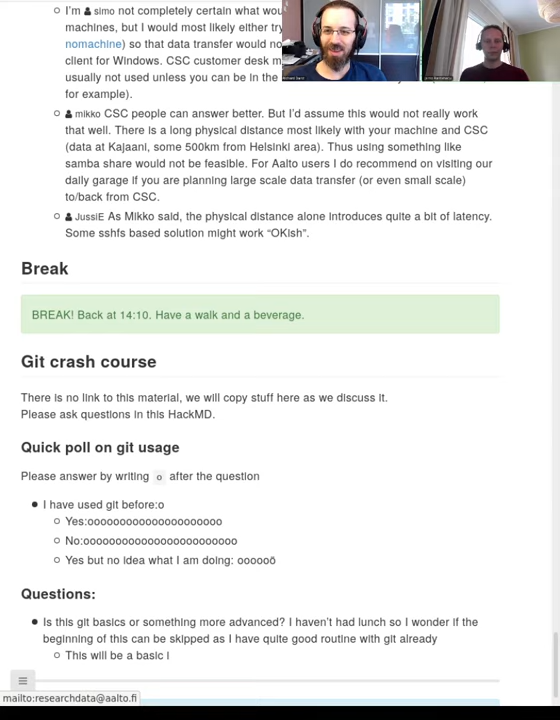 I'm simo not completely certain what wou
machines, but I would most likely either try
nomachine) so that data transfer would no
client for Windows. CSC customer desk m
usually not used unless you can be in the
for example).
mikko CSC people can answer better. But I'd assume this would not really work
that well. There is a long physical distance most likely with your machine and CSC
(data at Kajaani, some 500km from Helsinki area). Thus using something like
samba share would not be feasible. For Aalto users I do recommend on visiting our
daily garage if you are planning large scale data transfer (or even small scale)
to/back from CSC.
JussiE As Mikko said, the physical distance alone introduces quite a bit of latency.
Some sshfs based solution might work “OKish”.
Break
BREAK! Back at 14:10. Have a walk and a beverage.
Git crash course
There is no link to this material, we will copy stuff here as we discuss it.
Please ask questions in this HackMD.
Quick poll on git usage
Please answer by writing o after the question
I have used git before:o
Yes:ooooooooooooooooooooo
No:oooooooooooooooooooooooo
Yes but no idea what I am doing: oooooö
Questions:
Is this git basics or something more advanced? I haven't had lunch so I wonder if the
beginning of this can be skipped as I have quite good routine with git already
This will be a basic i
mailto:researchdata@aalto.fi